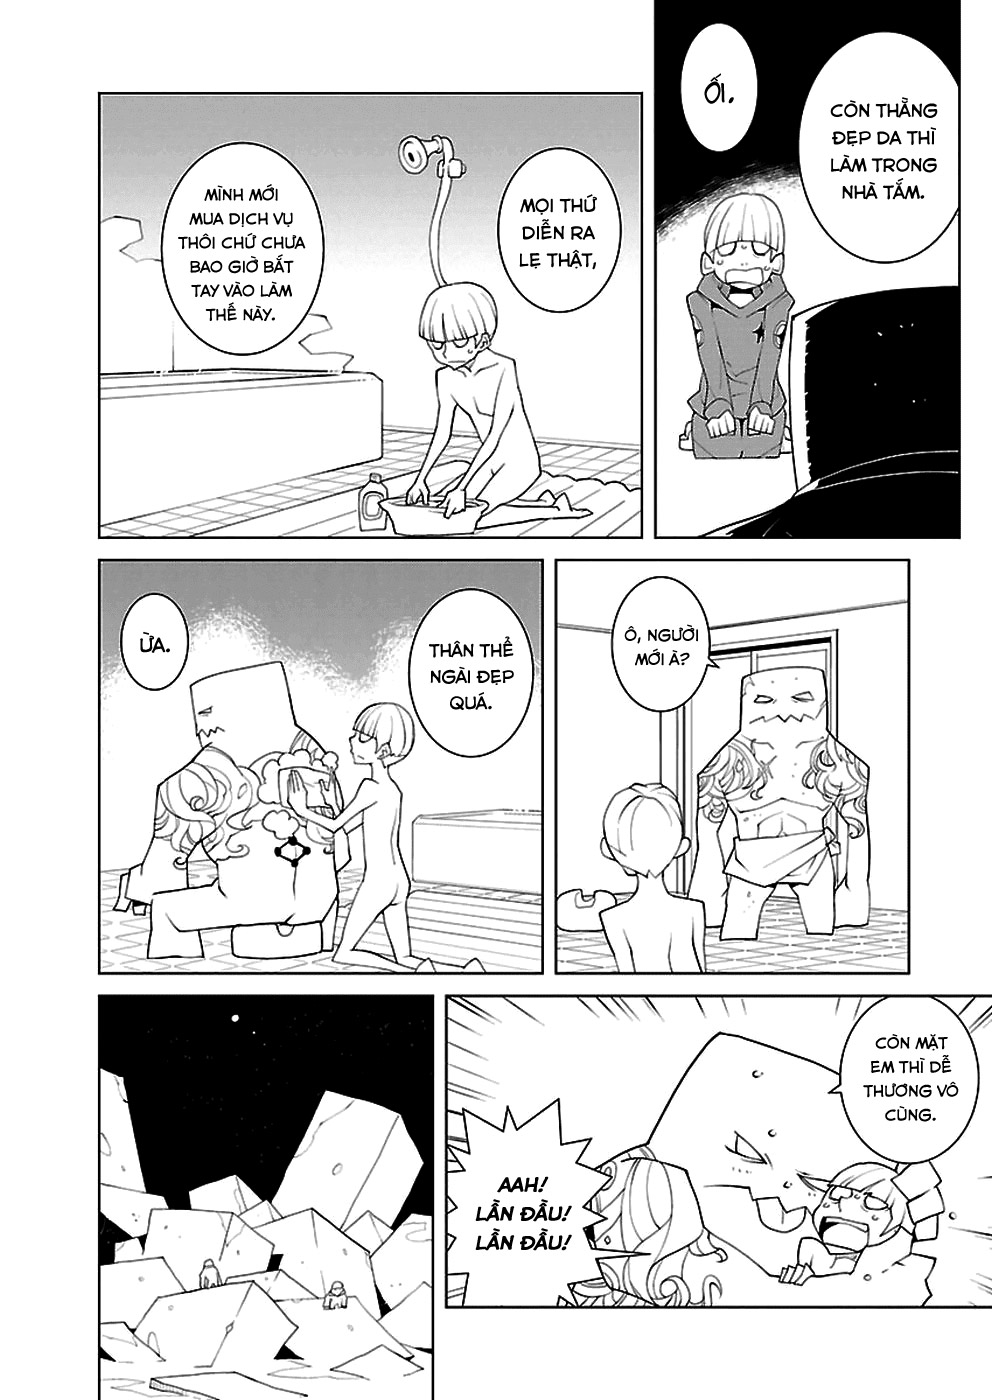 CÒN THẰNG
ĐẸP DA THÌ
LÀM TRONG
NHÀ TẮM.
ỐI.
MỌI THỨ
DIỄN RA
LẸ THẬT,
MÌNH MỚI
MUA DỊCH VỤ
THÔI CHỨ CHƯA
BAO GIỜ BẮT
TAY VÀO LÀM
THẾ NÀY.
Ô, NGƯỜI
MỚI À?
THÂN THỂ
NGÀI ĐẸP
QUÁ.
ỪA.
CÒN MẶT
EM THÌ DỄ
THƯƠNG VÔ
CÙNG.
AAH!
LẦN ĐẦU!
LẦN ĐẦU!